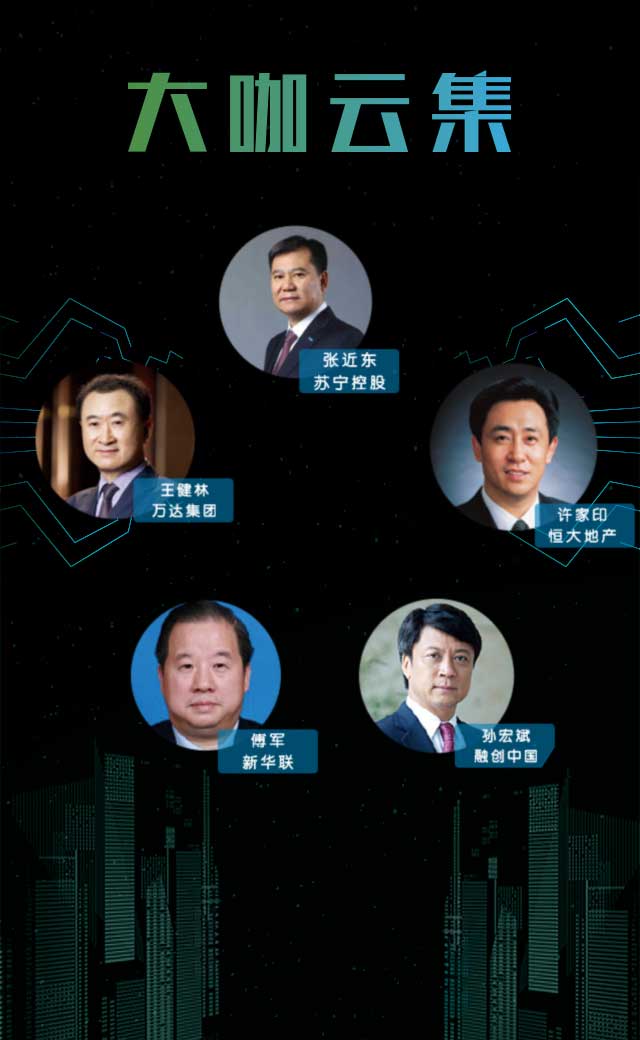 大咖云集
张近东
苏宁控股
王健林
万达集团
许家印
恒大地产
傅军
新华联
孙宏斌
融创中国